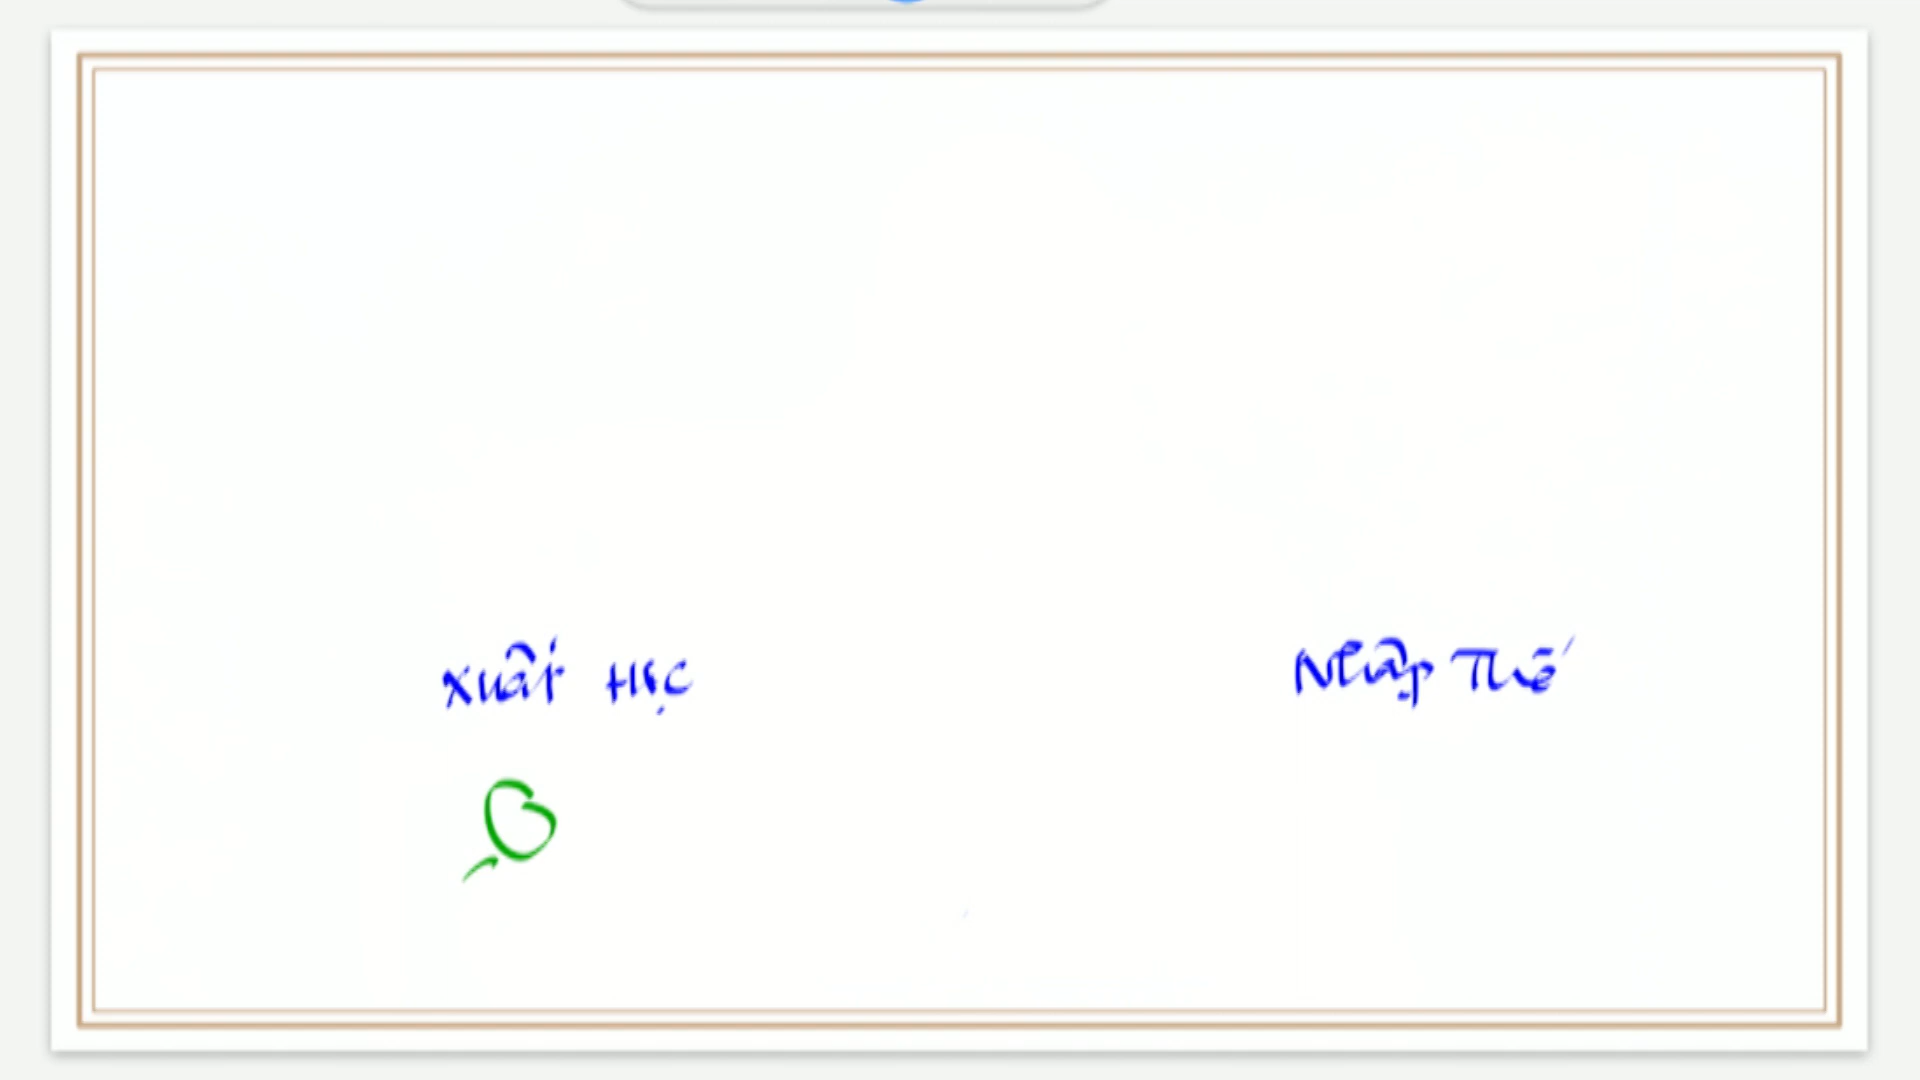 xuất Học
Nhập Thế